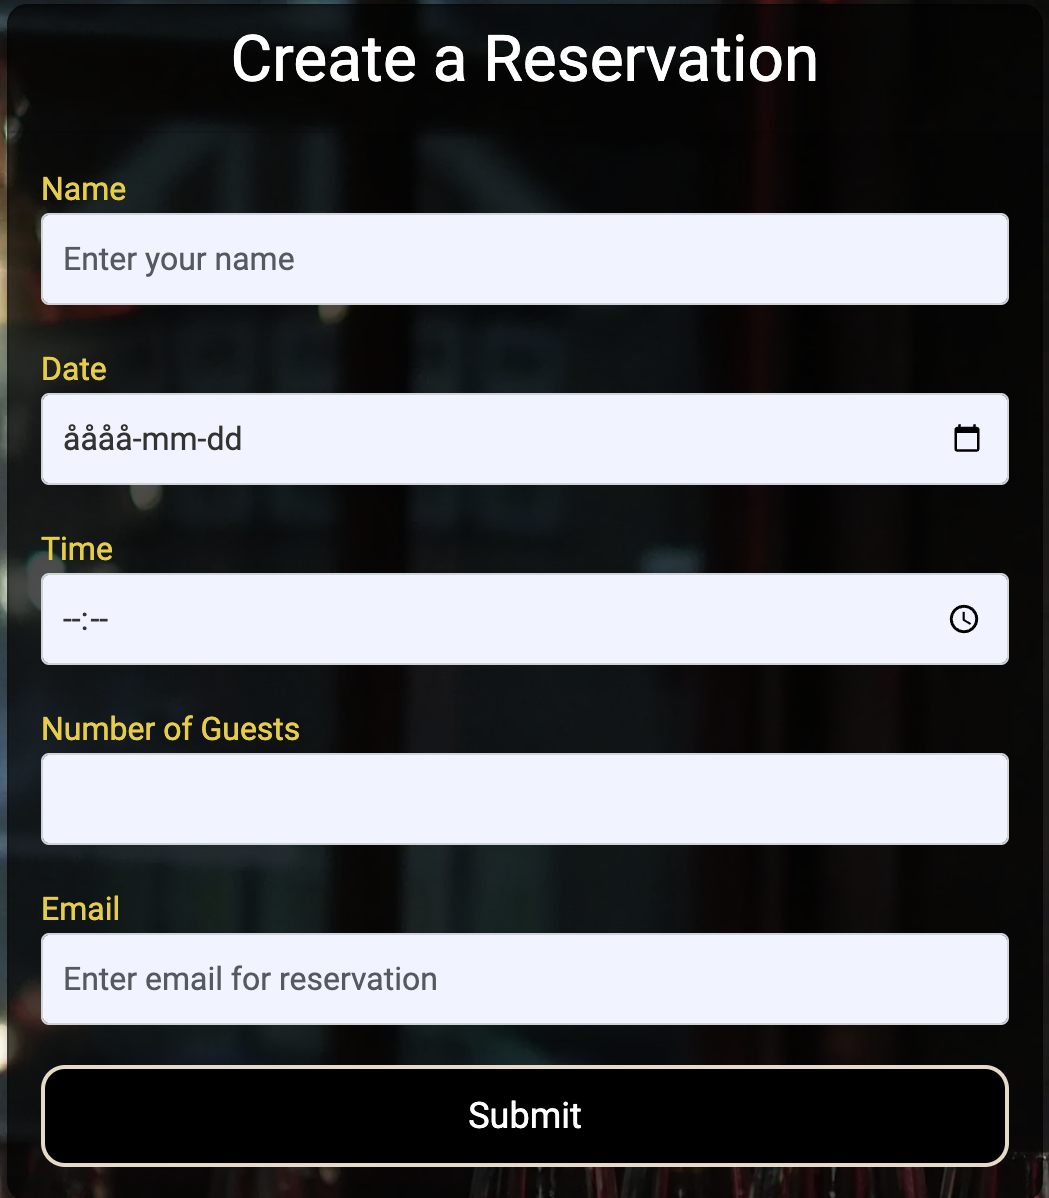 Create a Reservation
Name
Enter your name
Date
åååå-mm-dd
Time
--:--
Number of Guests
Email
Enter email for reservation
Submit